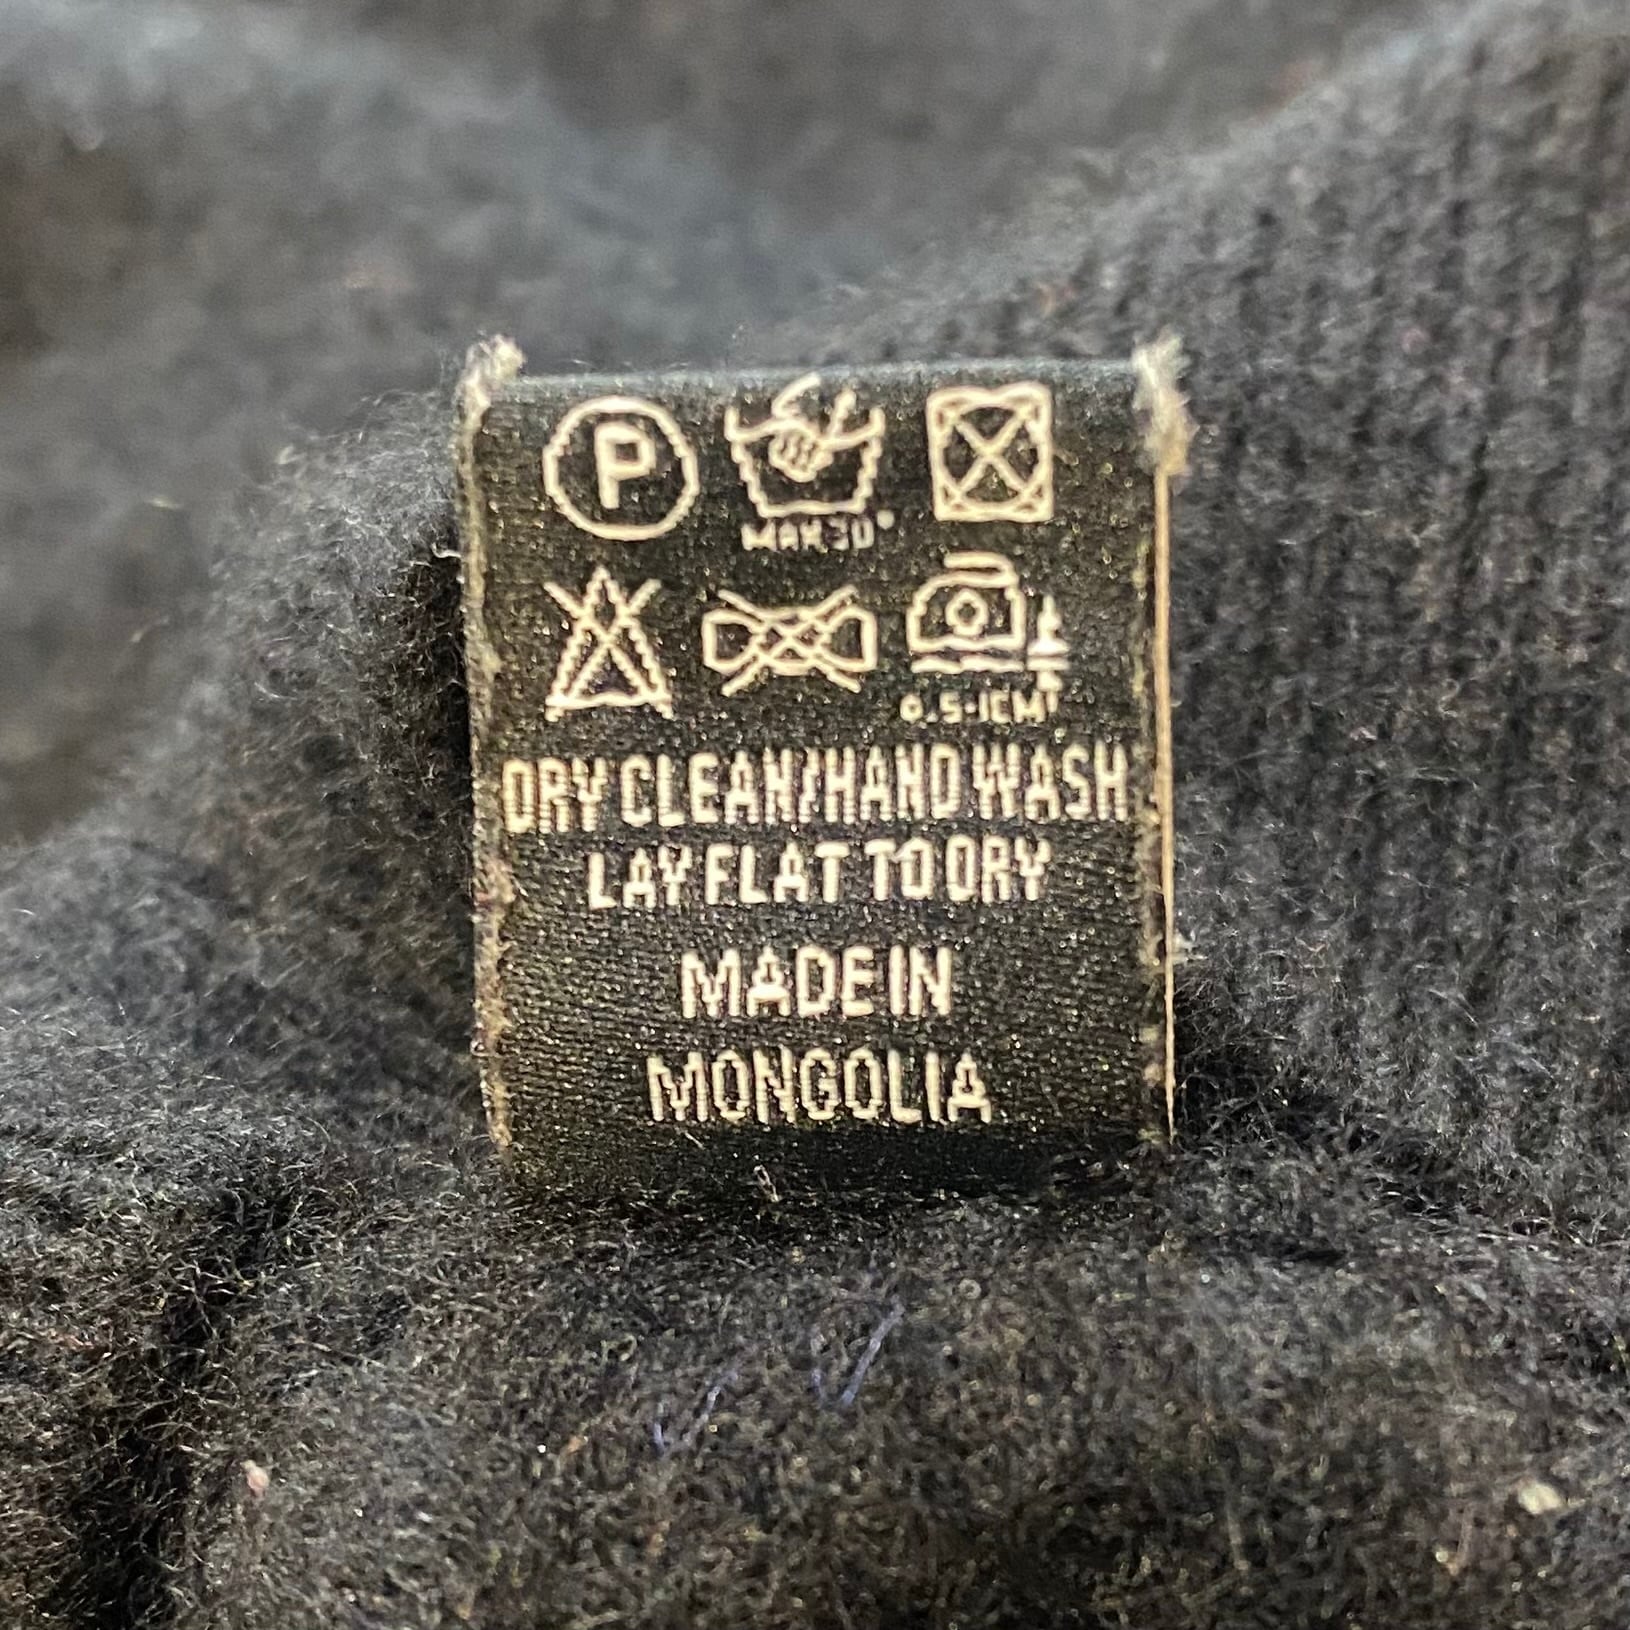 P
MAX 30°
0.5-1CM
DRY CLEAN/HAND WASH
LAY FLAT TO DRY
MADE IN
MONGOLIA